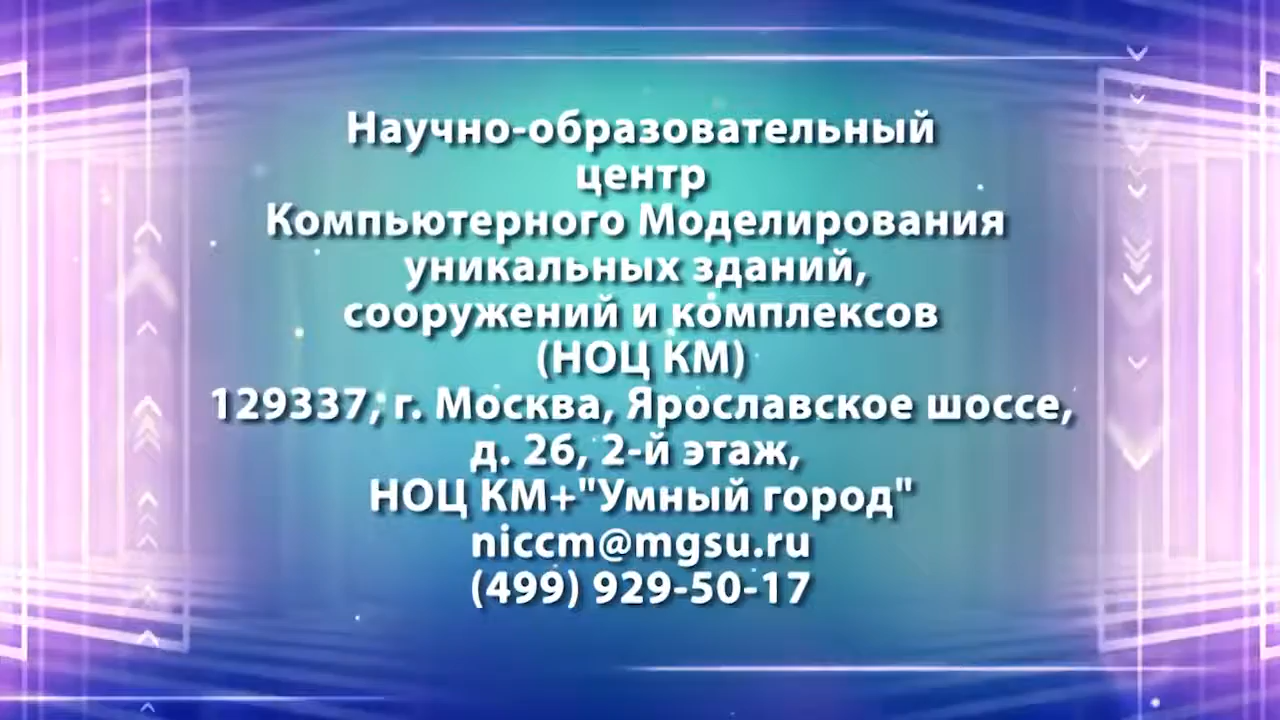 Научно-образовательный
центр
Компьютерного Моделирования
уникальных зданий,
сооружений и комплексов
(НОЦ КМ)
129337, г. Москва, Ярославское шоссе,
д. 26, 2-й этаж,
НОЦ КМ+"Умный город"
niccm@mgsu.ru
(499) 929-50-17